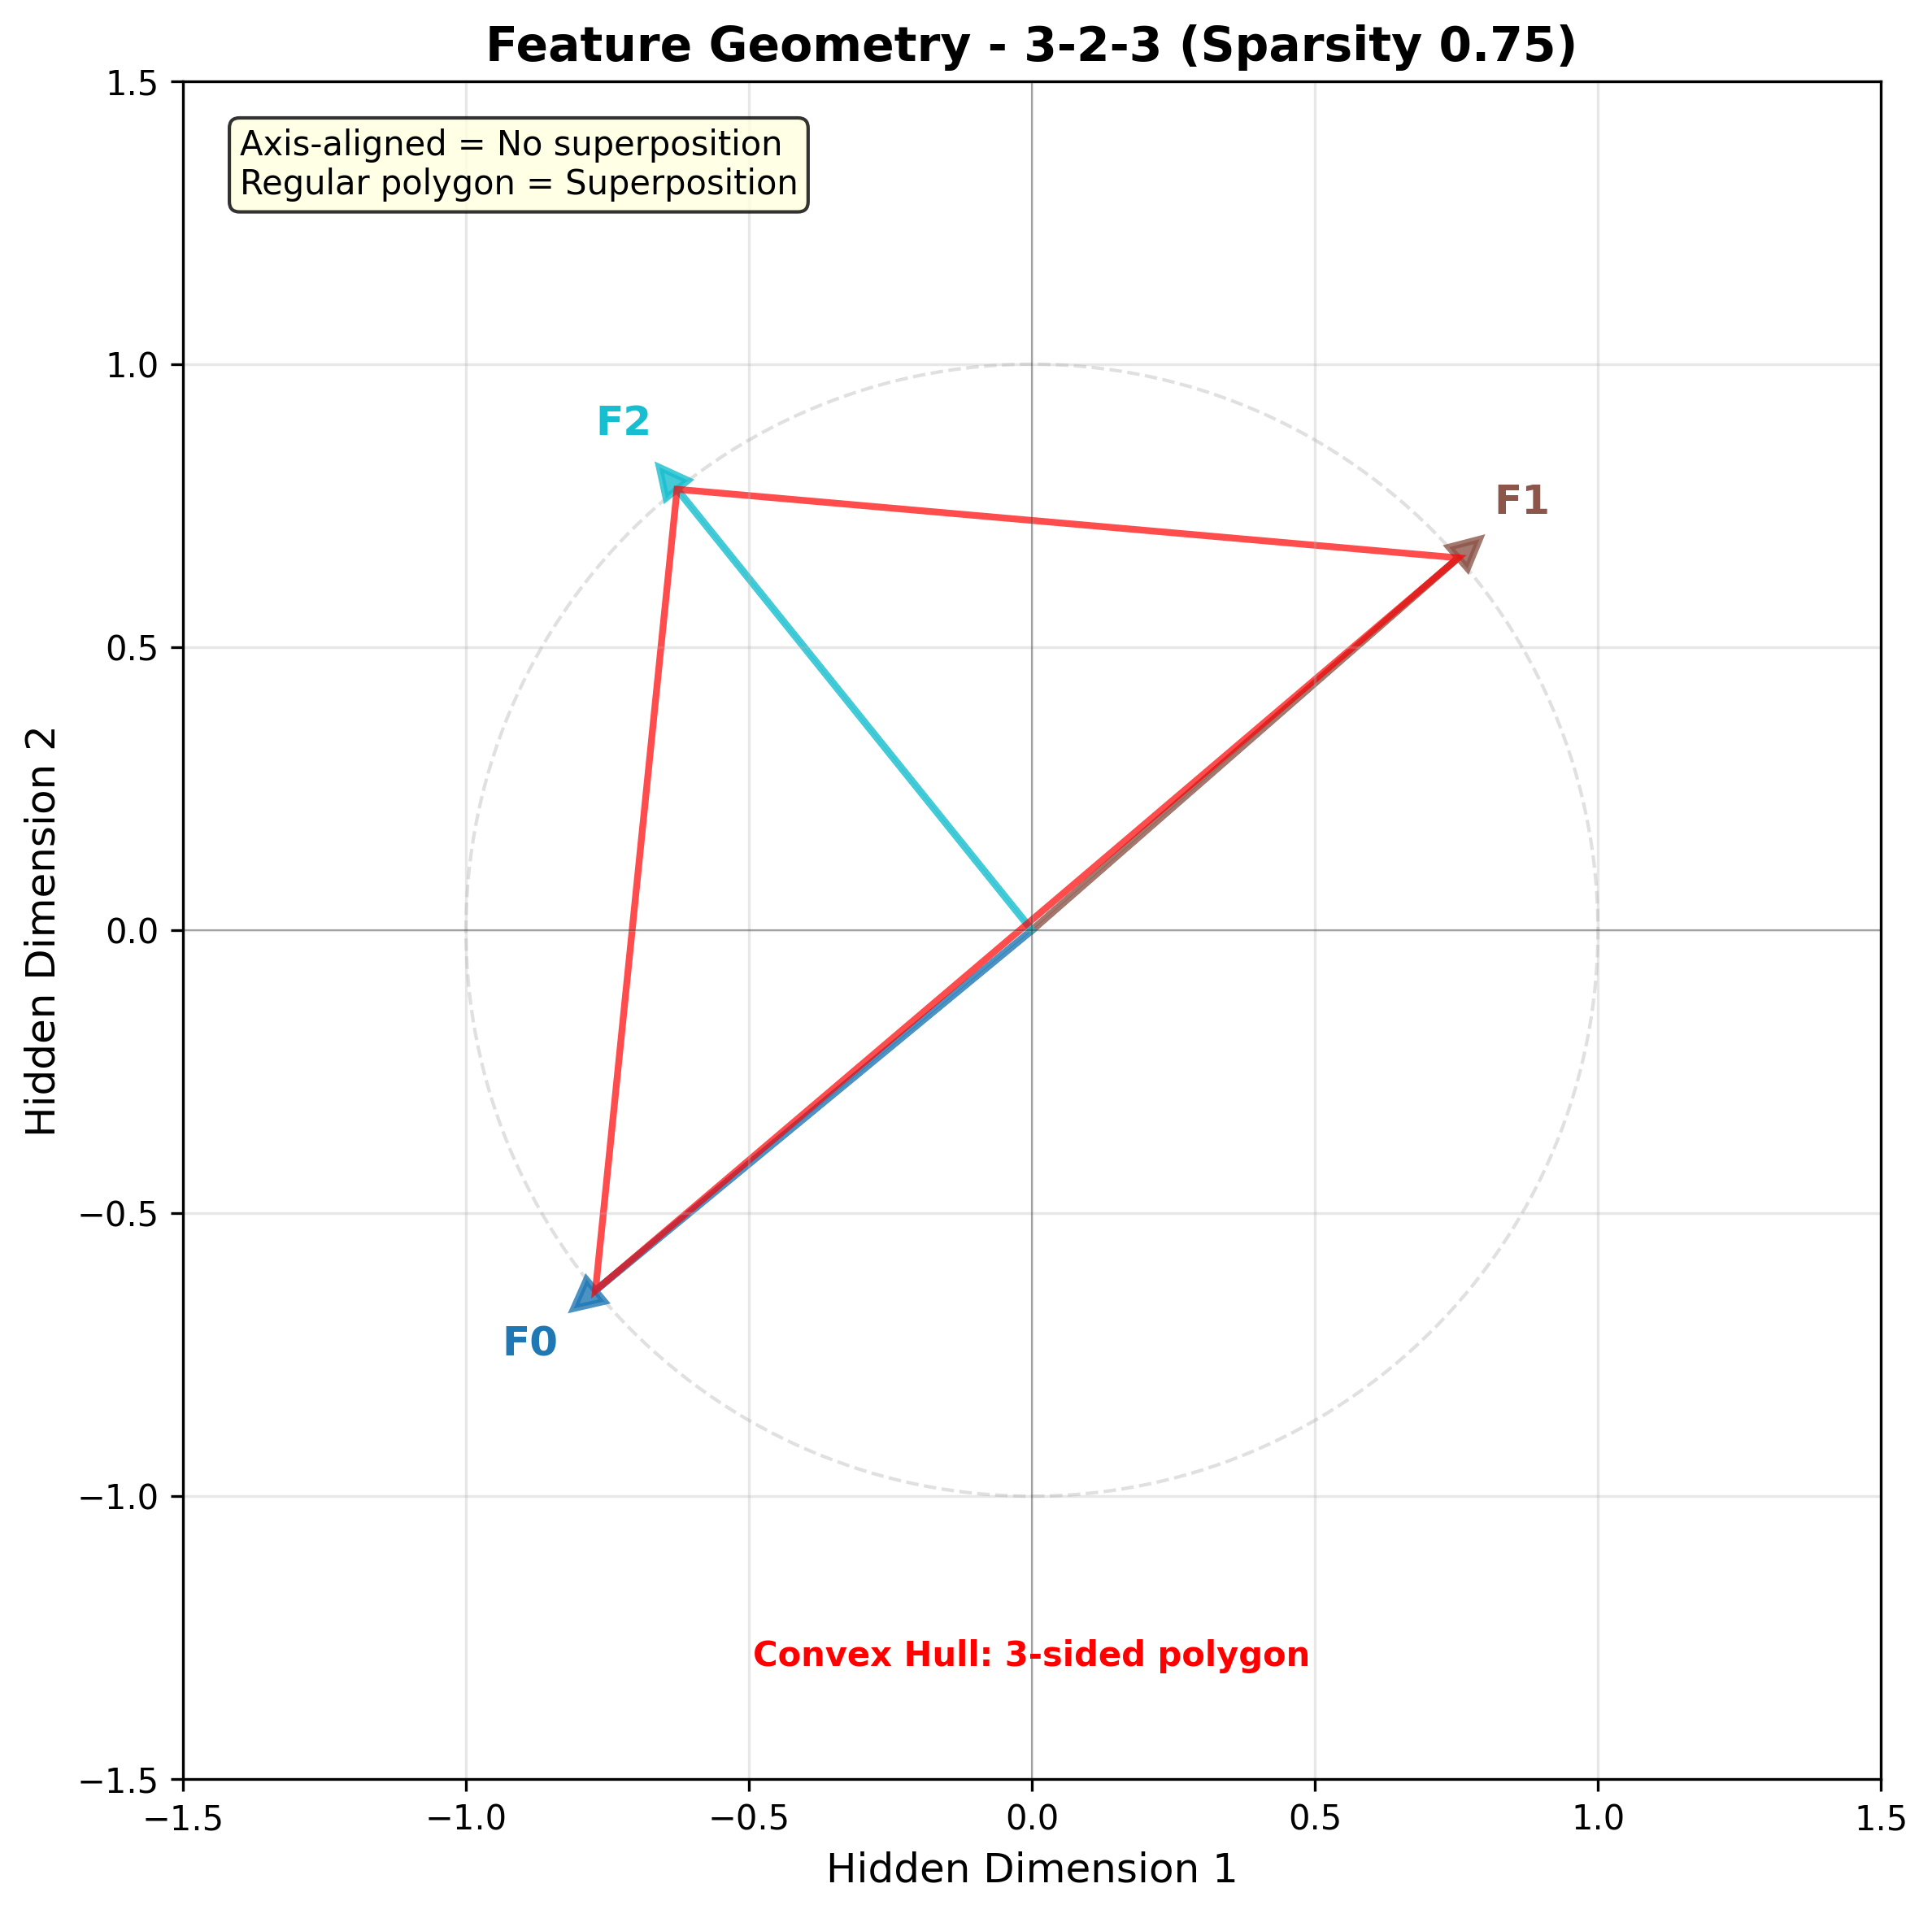 Feature Geometry - 3-2-3 (Sparsity 0.75)
1.5
Axis-aligned = No superposition
Regular polygon = Superposition
1.0
F2
F1
0.5
0.0
Hidden Dimension 2
−0.5
F0
−1.0
Convex Hull: 3-sided polygon
−1.5
−1.5 −1.0 −0.5 0.0 0.5 1.0 1.5
Hidden Dimension 1